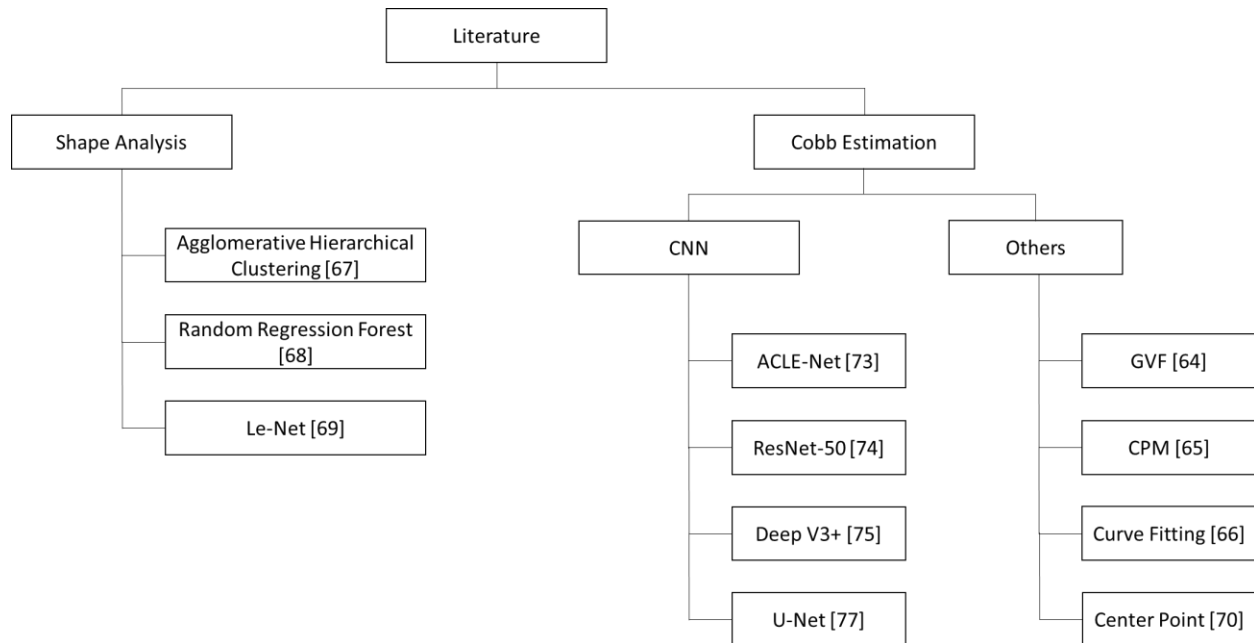 Literature
Shape Analysis
Cobb Estimation
Agglomerative Hierarchical
Clustering [67]
Random Regression Forest
[68]
Le-Net [69]
CNN
Others
ACLE-Net [73]
ResNet-50 [74]
Deep V3+ [75]
U-Net [77]
GVF [64]
CPM [65]
Curve Fitting [66]
Center Point [70]